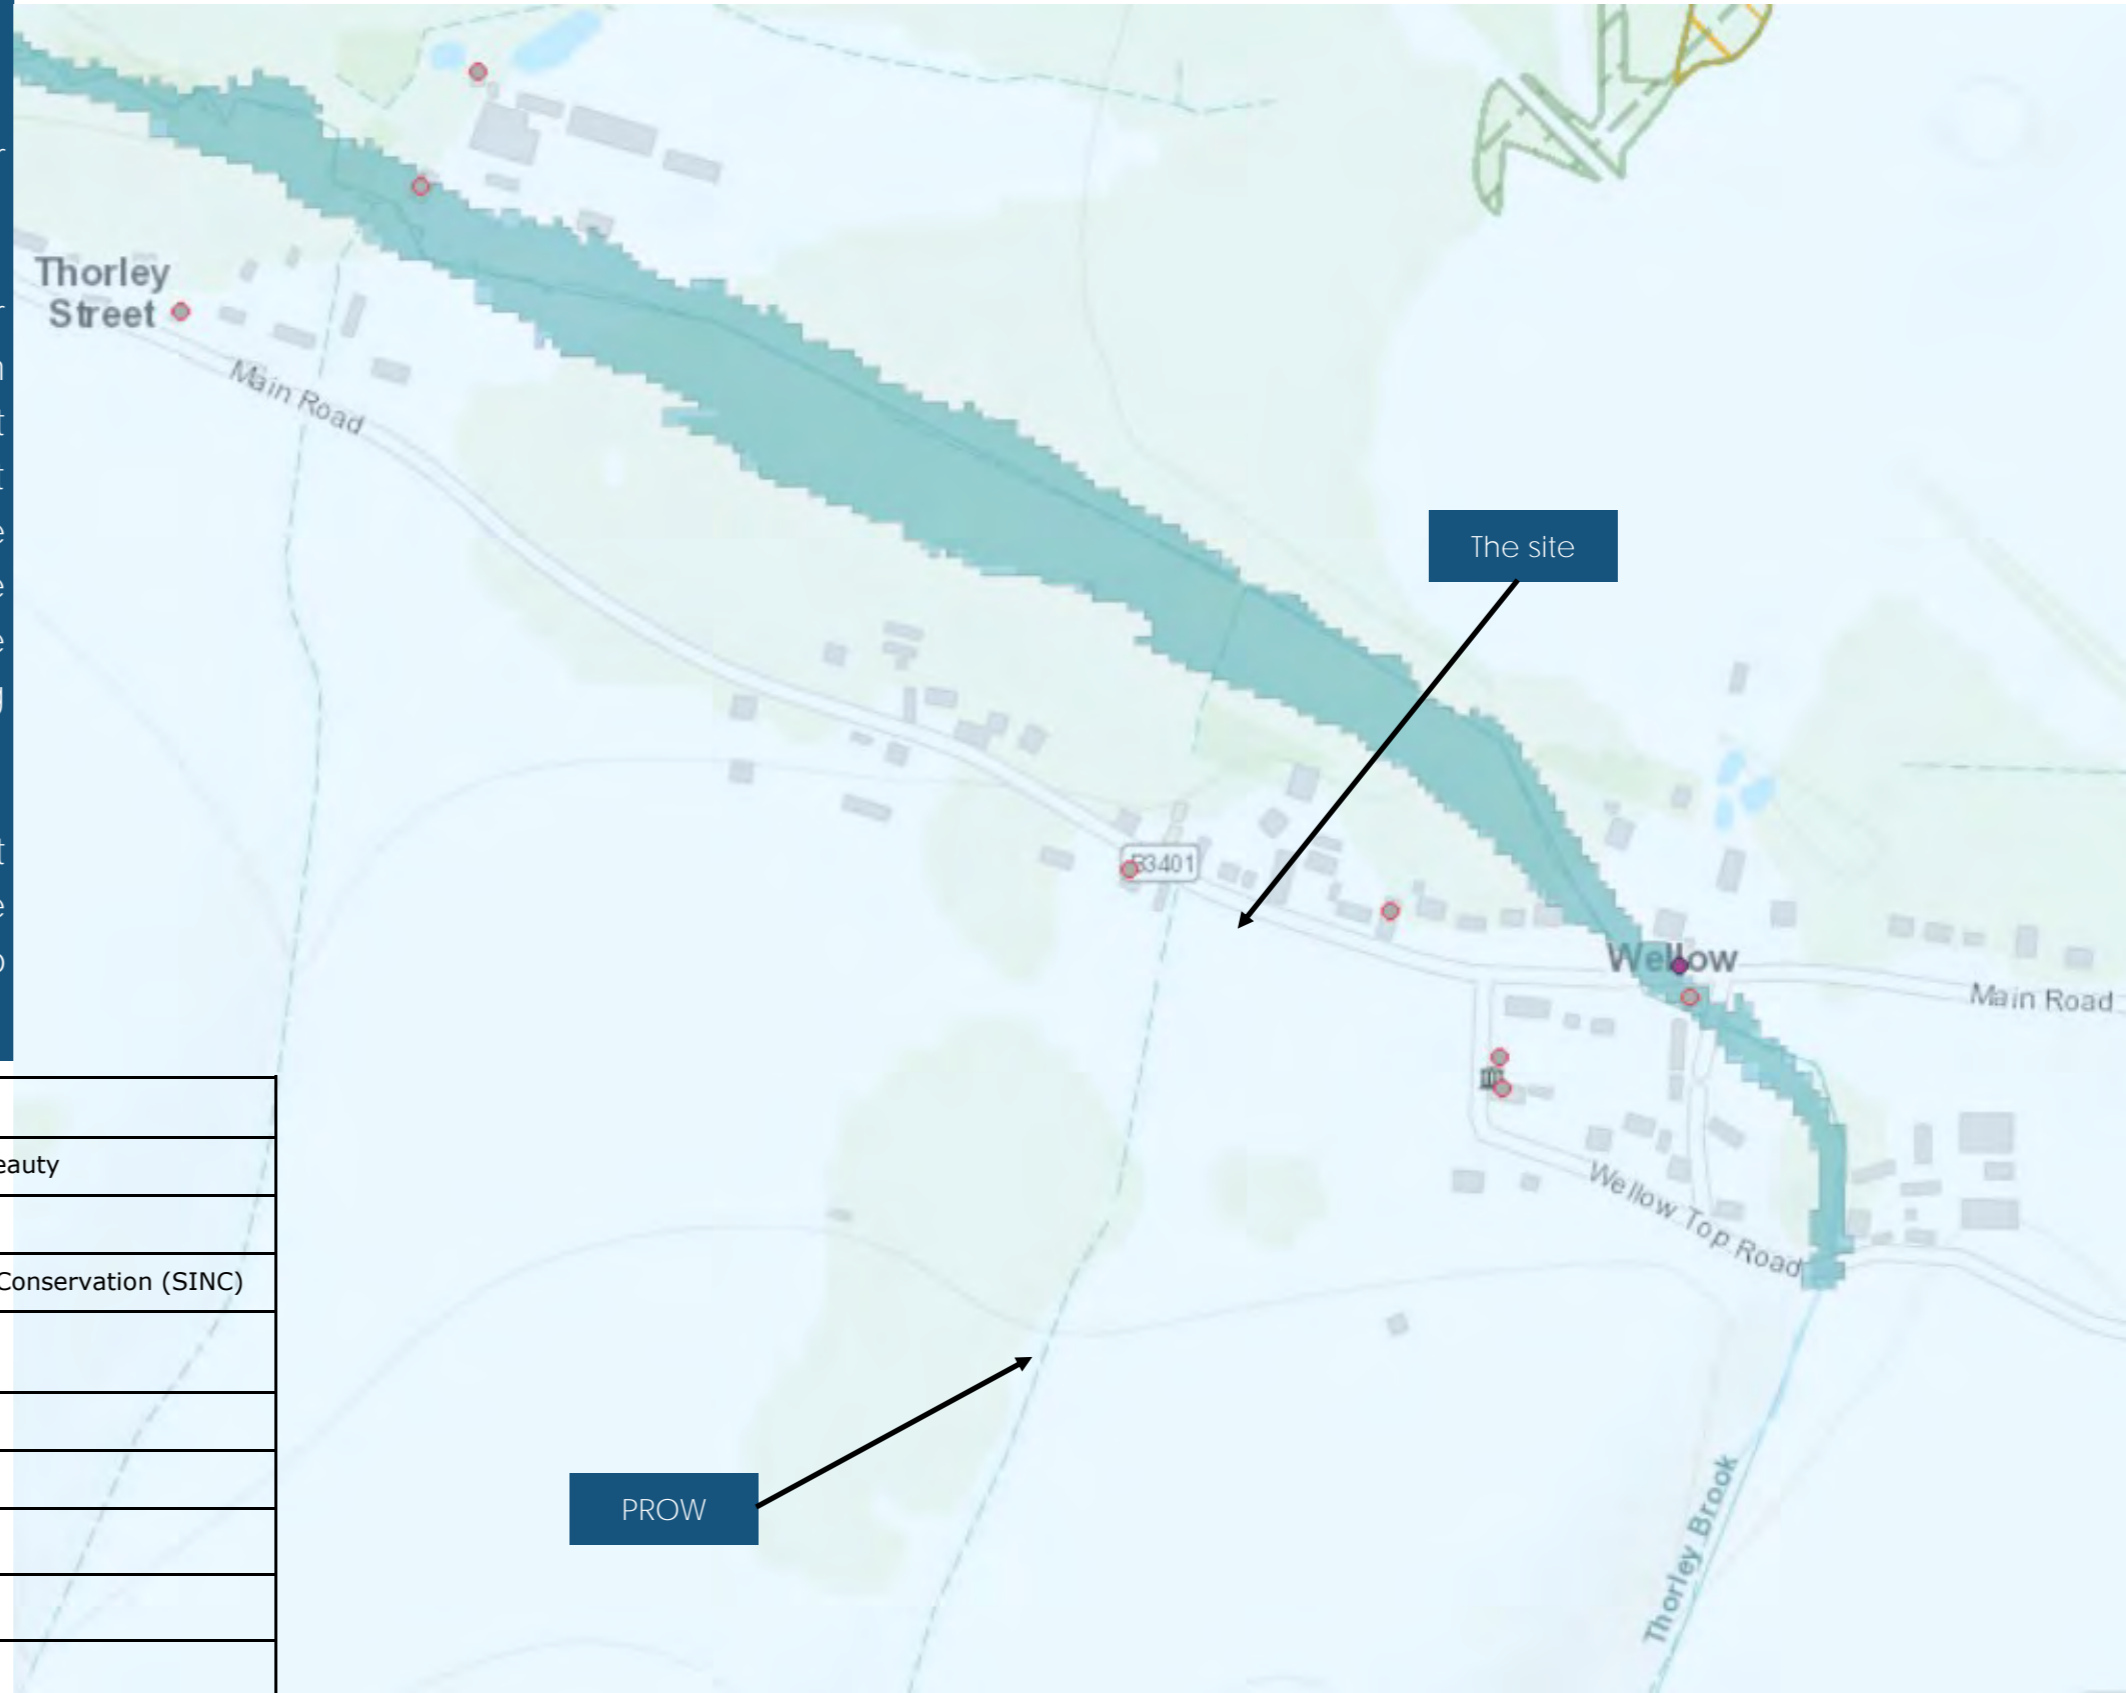 Thorley
Street
Main Road
The site
B3401
Wellow
Main Road
eauty
Wellow Top Road
Conservation (SINC)
PROW
Thorley Brook